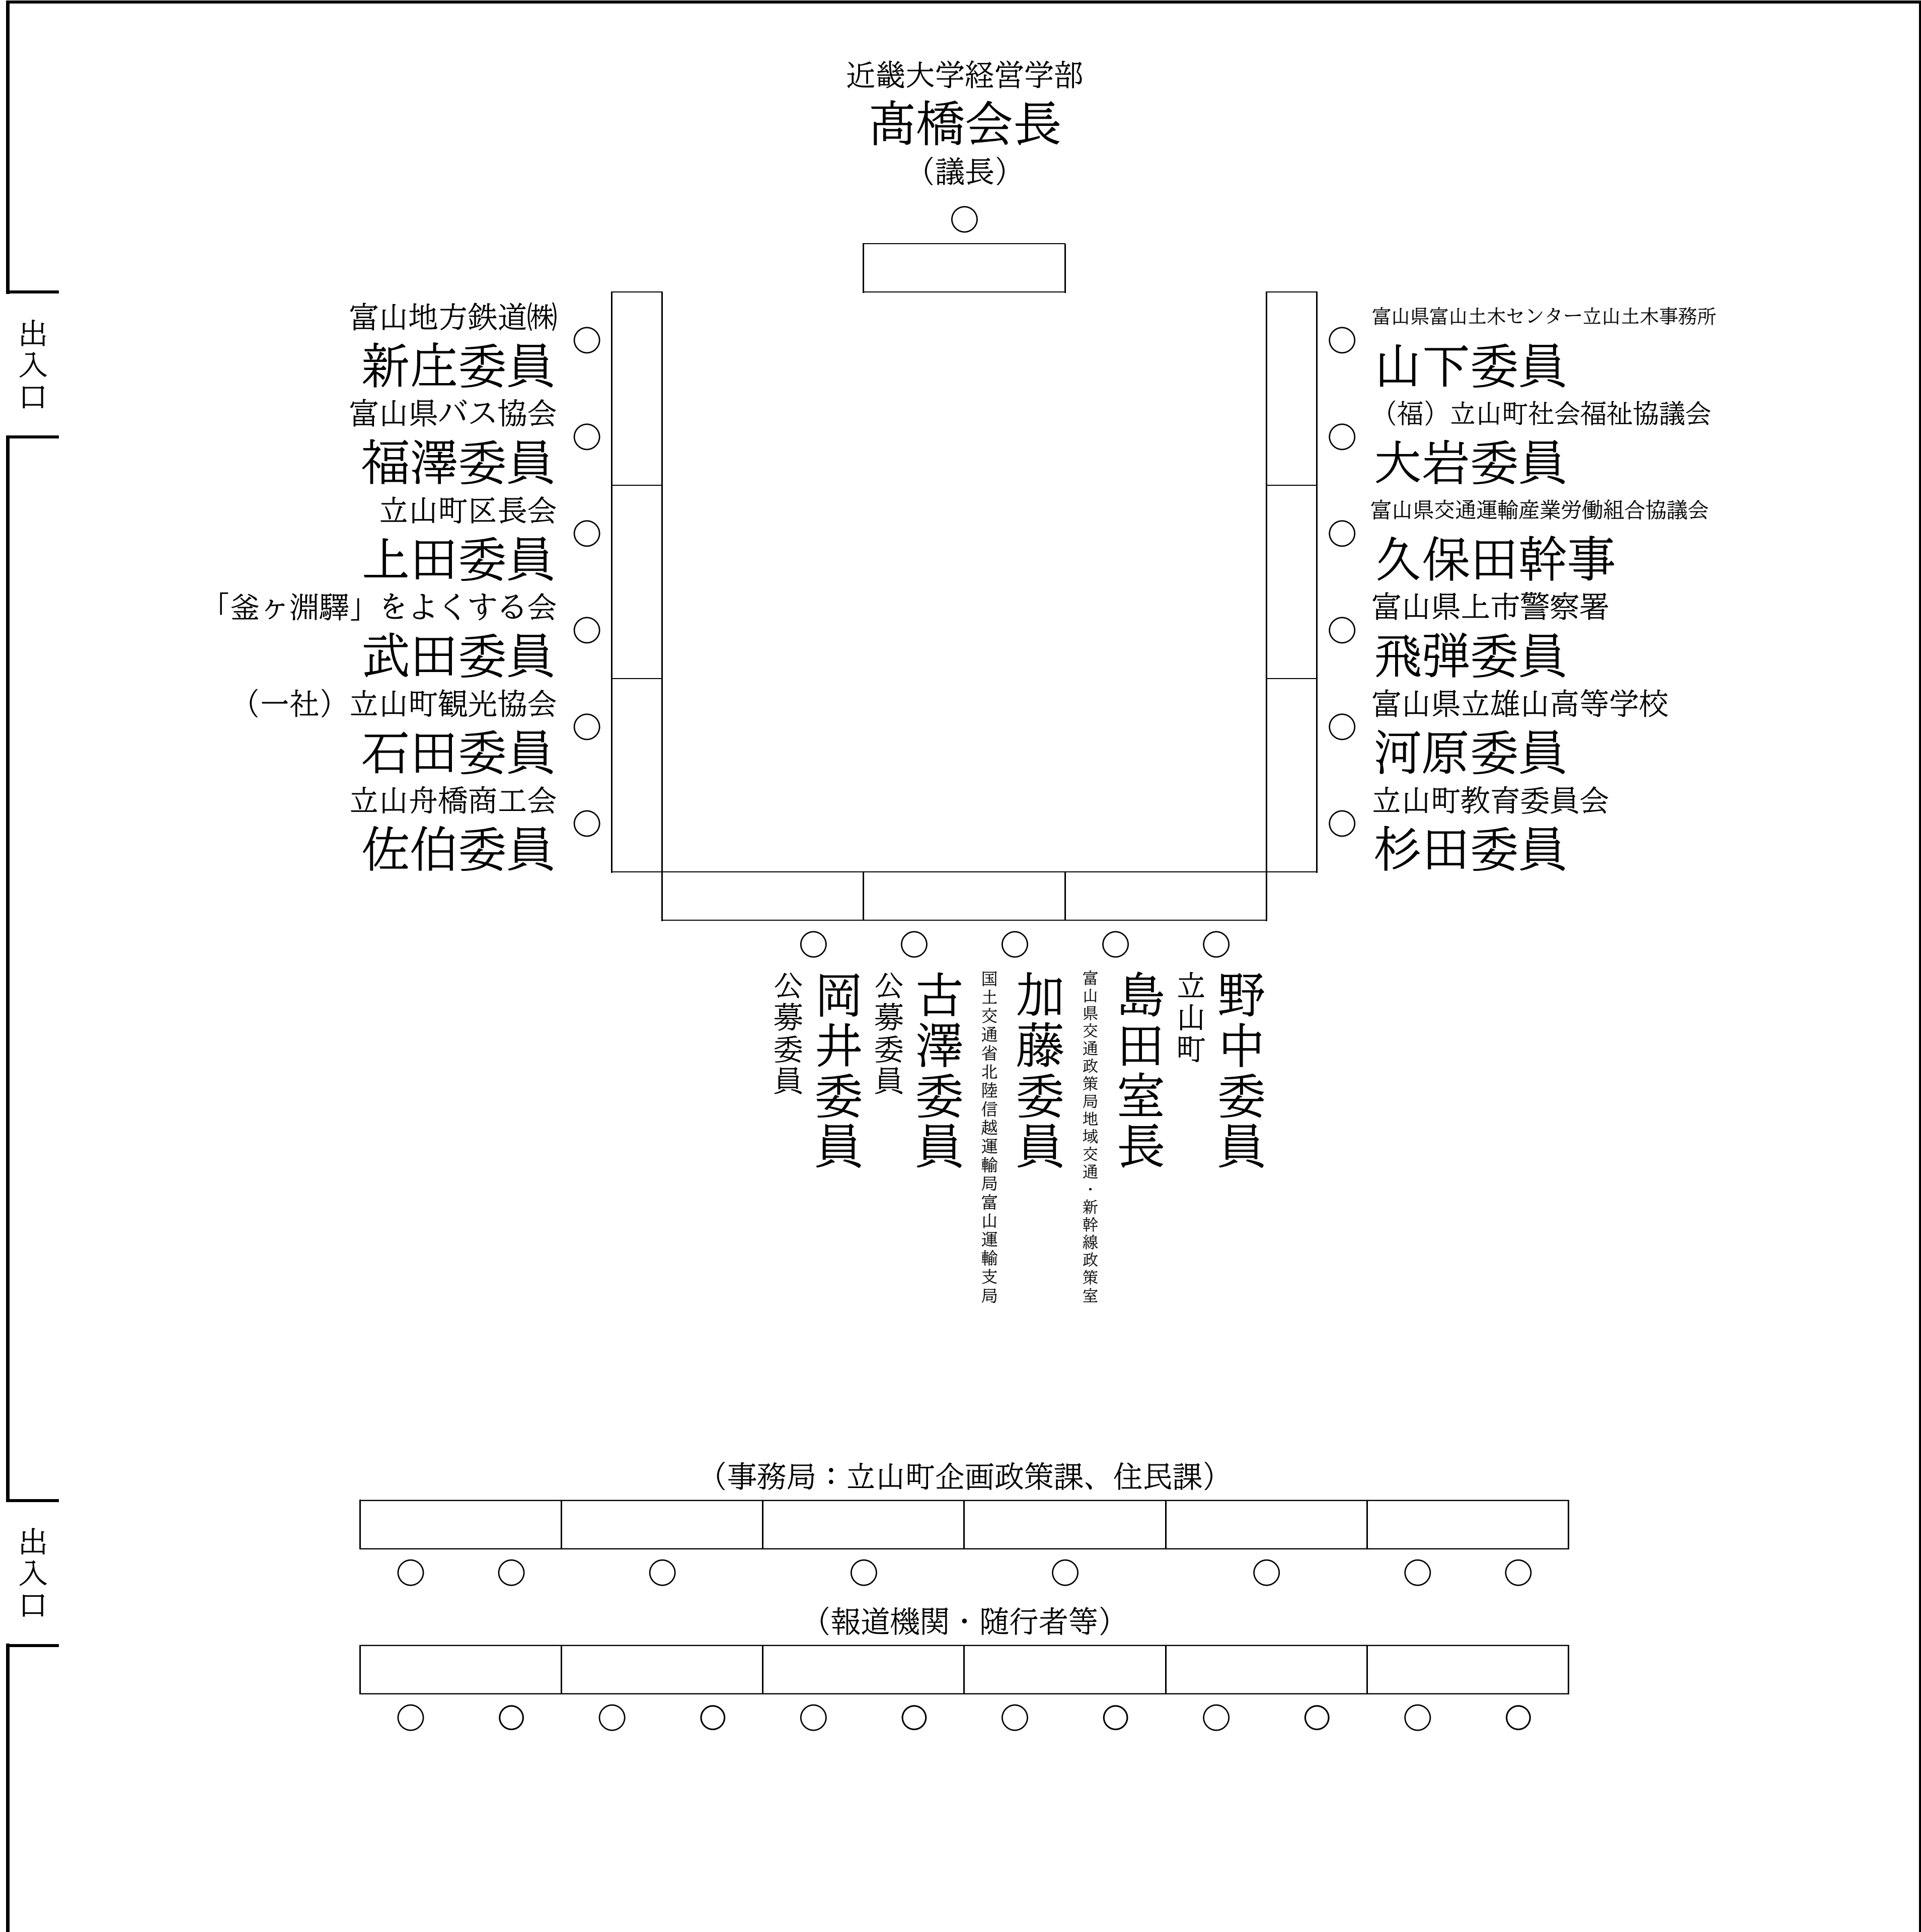 近畿大学経営学部
髙橋会長
（議長）
出入口
富山地方鉄道㈱
新庄委員
富山県バス協会
福澤委員
立山町区長会
上田委員
「釜ヶ淵驛」をよくする会
武田委員
（一社）立山町観光協会
石田委員
立山舟橋商工会
佐伯委員
富山県富山土木センター立山土木事務所
山下委員
（福）立山町社会福祉協議会
大岩委員
富山県交通運輸産業労働組合協議会
久保田幹事
富山県上市警察署
飛弾委員
富山県立雄山高等学校
河原委員
立山町教育委員会
杉田委員
公募委員
岡井委員
公募委員
古澤委員
国土交通省北陸信越運輸局富山運輸支局
加藤委員
富山県交通政策局地域交通・新幹線政策室
島田室長
立山町
野中委員
（事務局：立山町企画政策課、住民課）
出入口
（報道機関・随行者等）